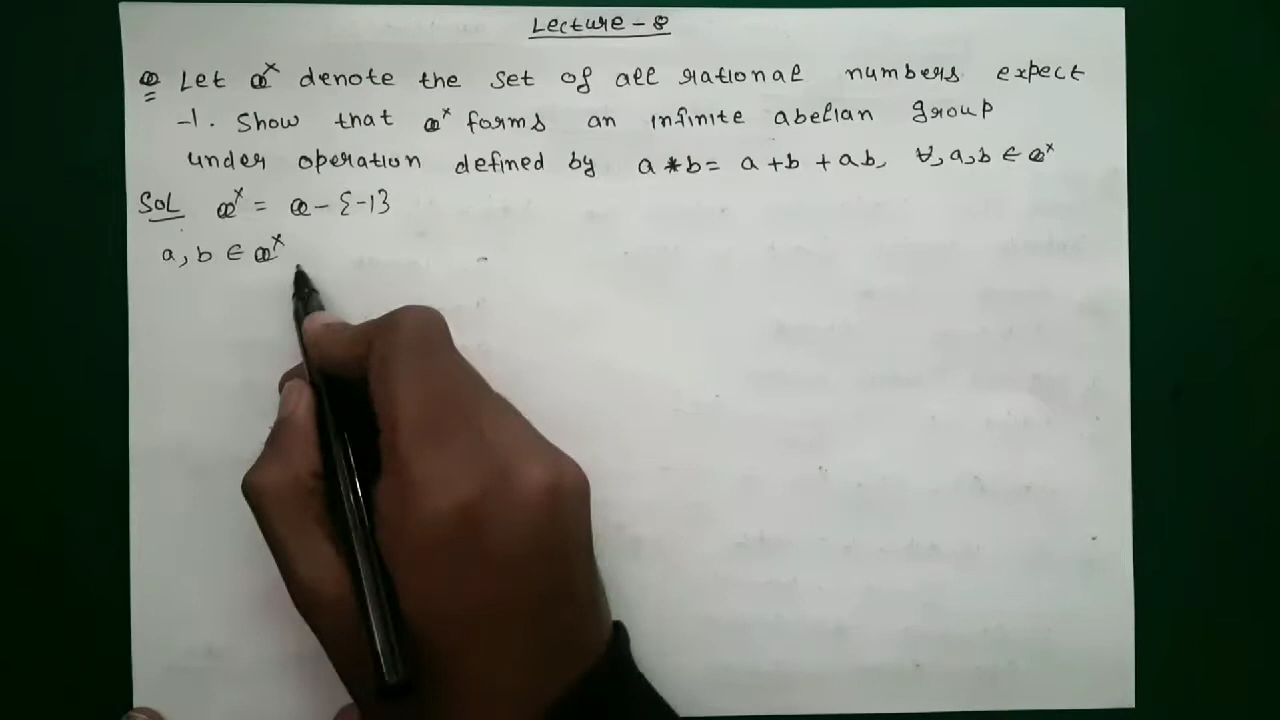 Lecture - 8
Q Let Q^x denote the set of all rational numbers expect
-1. Show that Q^x forms an infinite abelian group
under operation defined by a * b = a + b + ab, ∀, a, b ∈ Q^x
Sol Q^x = Q - {-1}
a, b ∈ Q^x